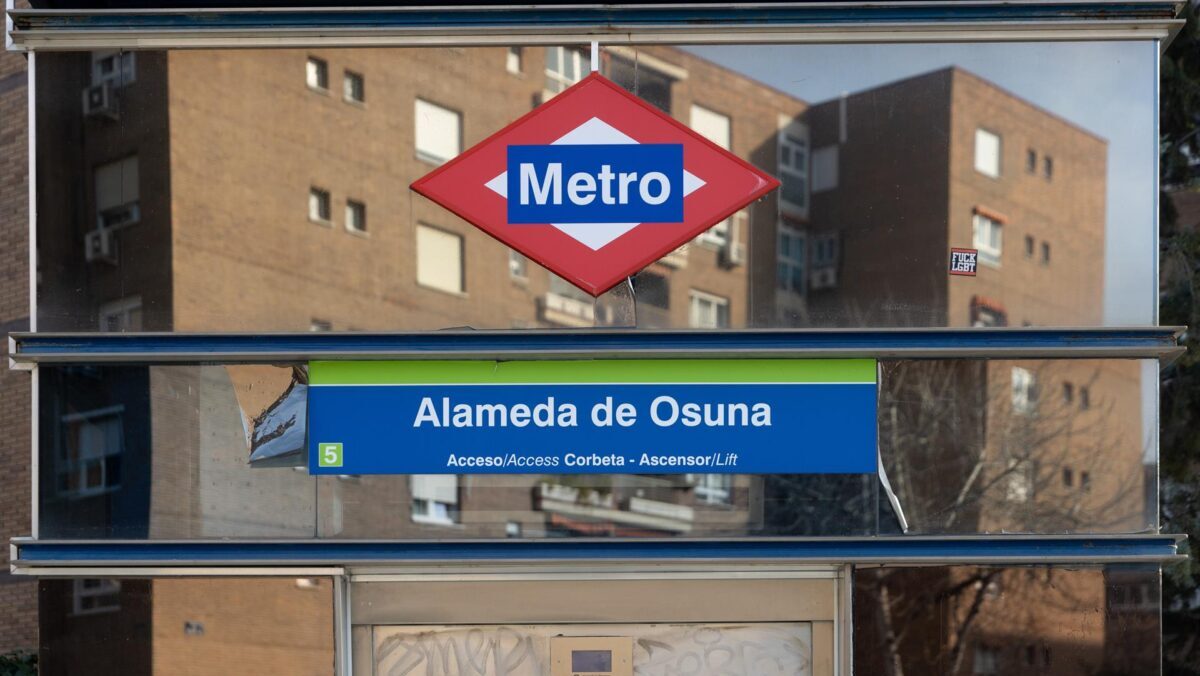 Metro
FUCK
LGBT
Alameda de Osuna
5
Acceso/Access Corbeta - Ascensor/Lift